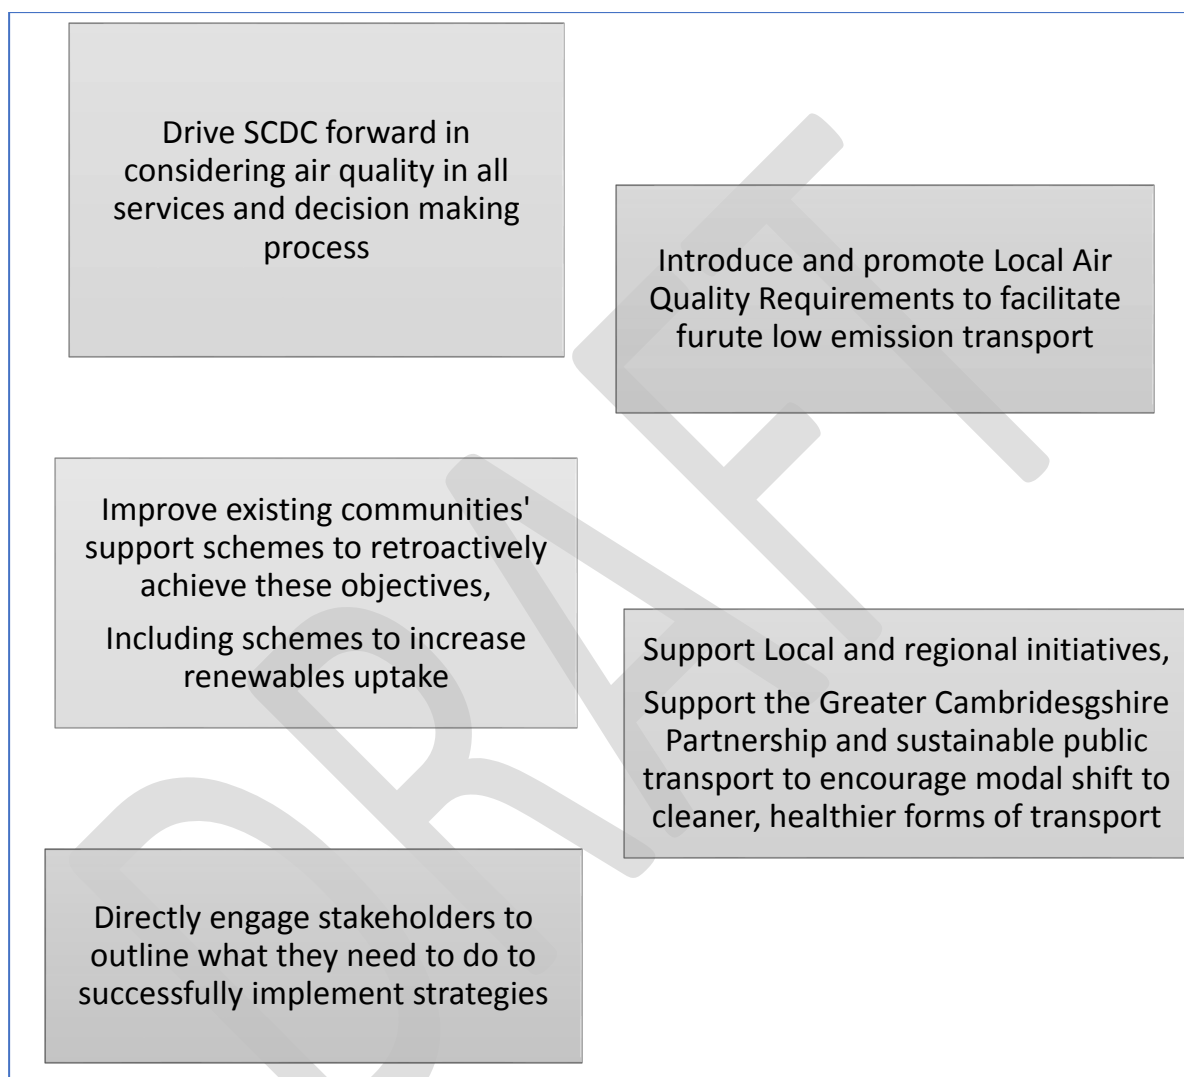 Drive SCDC forward in
considering air quality in all
services and decision making
process
Introduce and promote Local Air
Quality Requirements to facilitate
furute low emission transport
Improve existing communities'
support schemes to retroactively
achieve these objectives,
Including schemes to increase
renewables uptake
Support Local and regional initiatives,
Support the Greater Cambridesgshire
Partnership and sustainable public
transport to encourage modal shift to
cleaner, healthier forms of transport
Directly engage stakeholders to
outline what they need to do to
successfully implement strategies
DRAFT